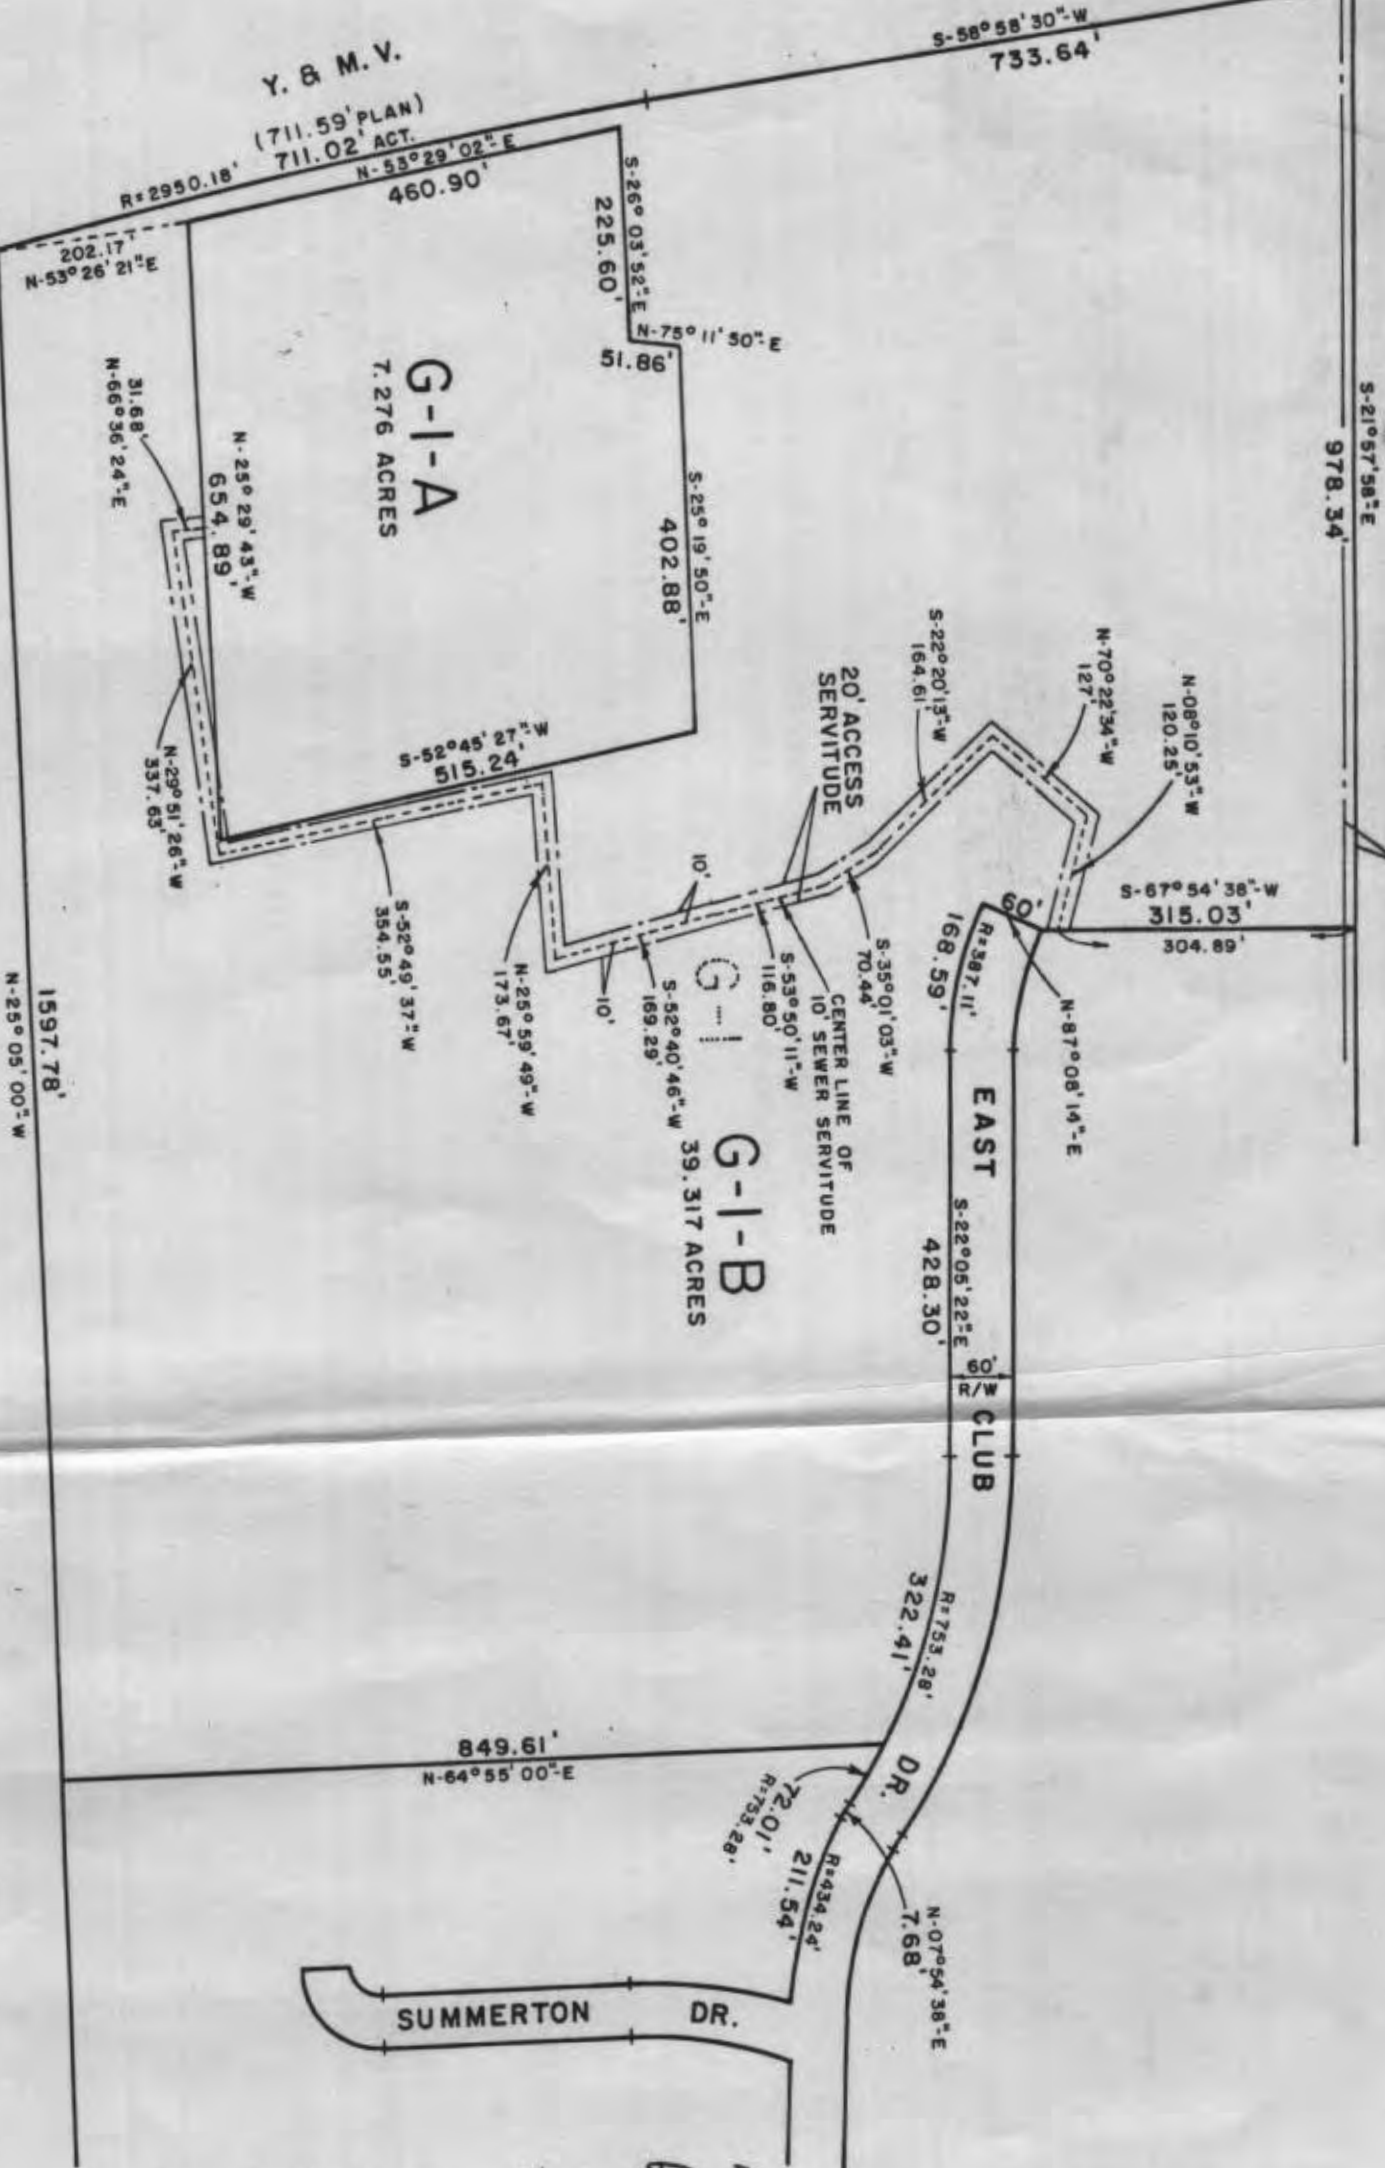 S-58°58'30"-W
733.64'
Y. & M. V.
(711.59' PLAN)
711.02' ACT.
R=2950.18'
N-53°29'02"-E
460.90'
202.17'
N-53°26'21"-E
S-26°03'52"-E
225.60'
N-75°11'50"-E
51.86'
S-21°57'58"-E
978.34'
G-1-A
7.276 ACRES
31.68'
N-66°36'24"-E
N-25°29'43"-W
654.89'
S-25°19'50"-E
402.88'
S-22°20'13"-W
164.61'
N-70°22'34"-W
127'
N-08°10'53"-W
120.25'
20' ACCESS
SERVITUDE
S-52°45'27"-W
515.24'
N-29°51'26"-W
337.63'
S-67°54'38"-W
315.03'
304.89'
60'
R=387.11'
168.59'
N-87°08'14"-E
10'
S-52°49'37"-W
354.55'
N-25°59'49"-W
173.67'
10'
S-52°40'46"-W
169.29'
G-1
S-53°50'11"-W
116.80'
S-35°01'03"-W
70.44'
CENTER LINE OF
10' SEWER SERVITUDE
G-1-B
39.317 ACRES
EAST CLUB DR.
S-22°05'22"-E
428.30'
60'
R/W
1597.78'
N-25°05'00"-W
R=753.28'
322.41'
849.61'
N-64°55'00"-E
72.01'
R=753.28'
R=434.24'
211.54'
N-07°54'38"-E
7.68'
SUMMERTON DR.